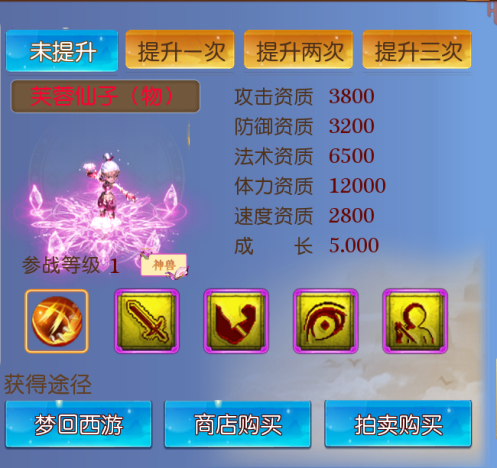 未提升 提升一次 提升两次 提升三次
芙蓉仙子（物）
攻击资质 3800
防御资质 3200
法术资质 6500
体力资质 12000
速度资质 2800
成 长 5.000
参战等级 1
神兽
获得途径
梦回西游 商店购买 拍卖购买